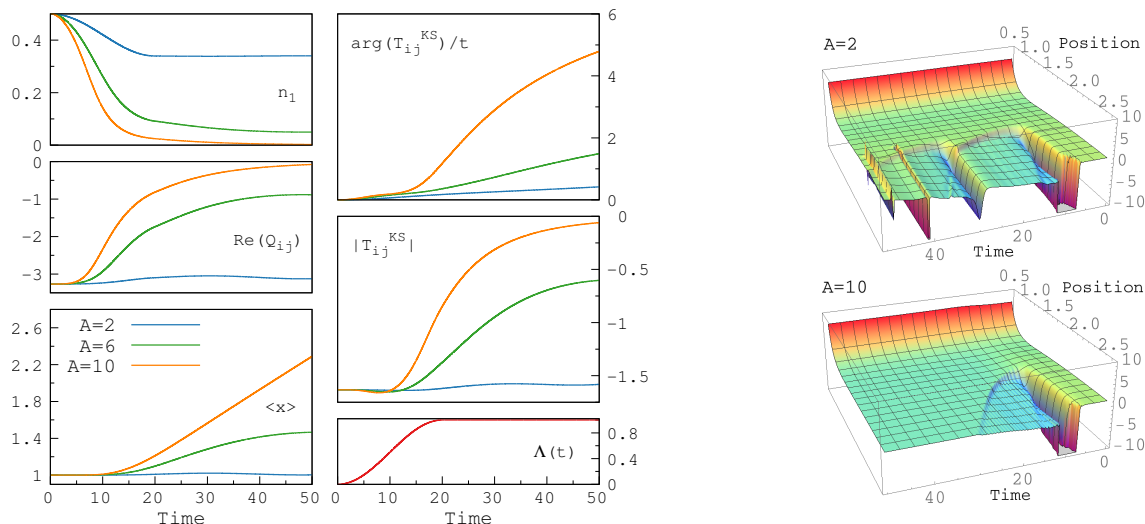 0.4
0.2
0
n1
0
−1
−2
−3
Re(Qij)
2.6
2.2
1.8
1.4
1
A=2
A=6
A=10
<x>
0 10 20 30 40 50
Time
6
4
2
0
arg(TijKS)/t
0
−0.5
−1
−1.5
|TijKS|
0.8
0.4
0
Λ(t)
0 10 20 30 40 50
Time
A=2
0.5
1.0
1.5
2.0
2.5
Position
10
5
0
−5
−10
0
20
40
Time
A=10
0.5
1.0
1.5
2.0
2.5
Position
10
5
0
−5
−10
0
20
40
Time